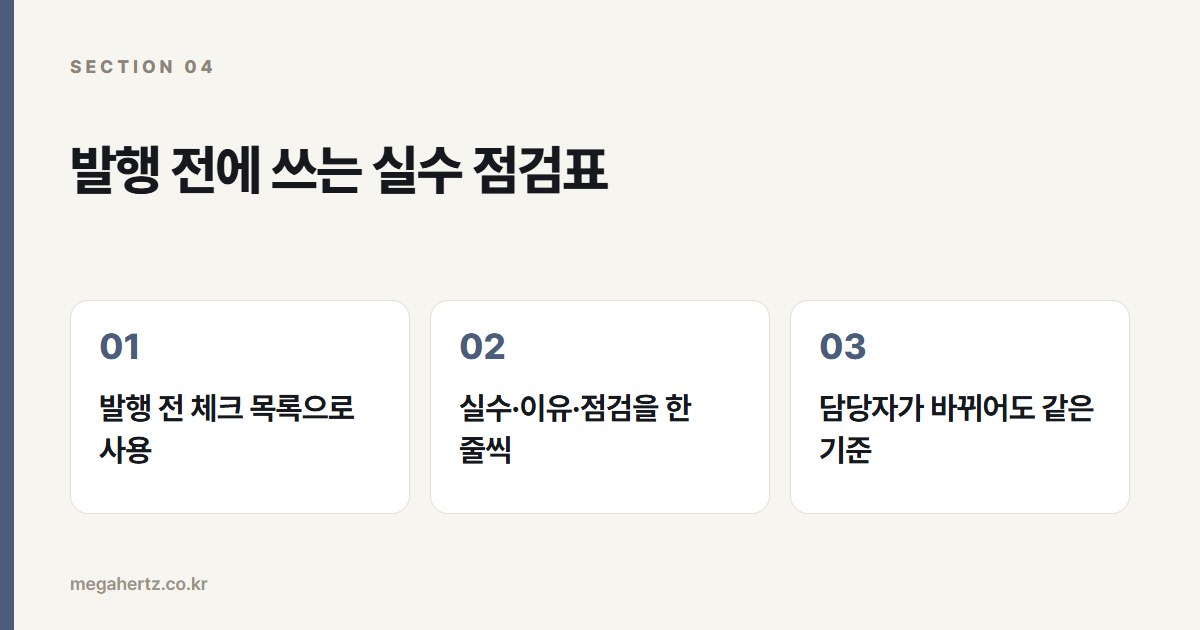 SECTION 04
발행 전에 쓰는 실수 점검표
01
발행 전 체크 목록으로
사용
02
실수·이유·점검을 한
줄씩
03
담당자가 바뀌어도 같은
기준
megahertz.co.kr